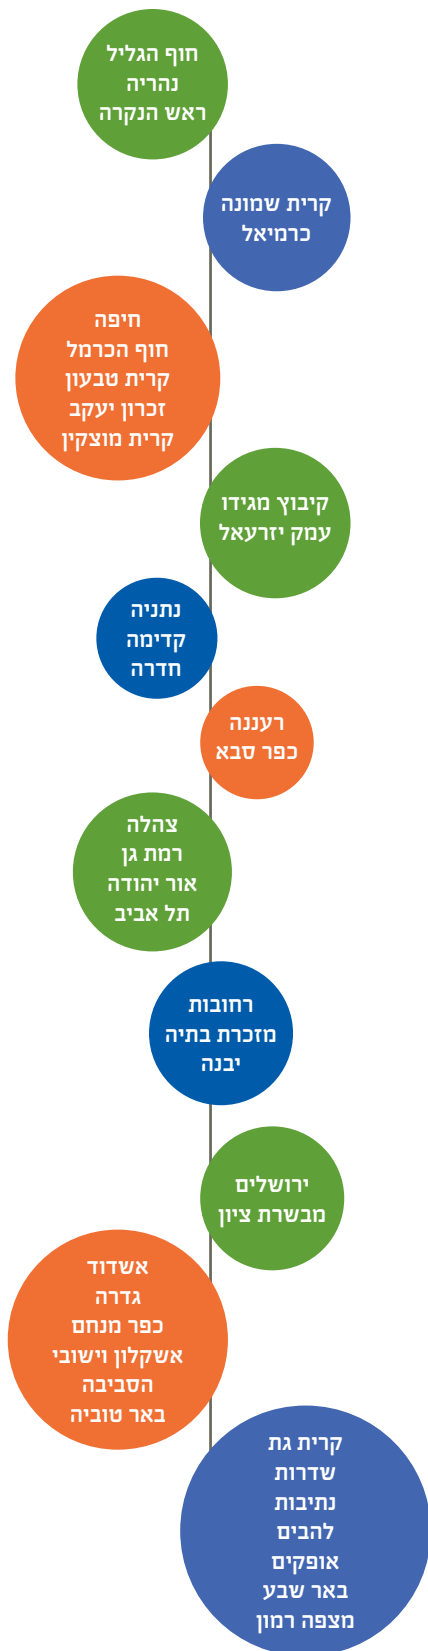 חוף הגליל
נהריה
ראש הנקרה
קרית שמונה
כרמיאל
חיפה
חוף הכרמל
קרית טבעון
זכרון יעקב
קרית מוצקין
קיבוץ מגידו
עמק יזרעאל
נתניה
קדימה
חדרה
רעננה
כפר סבא
צהלה
רמת גן
אור יהודה
תל אביב
רחובות
מזכרת בתיה
יבנה
ירושלים
מבשרת ציון
אשדוד
גדרה
כפר מנחם
אשקלון וישובי
הסביבה
באר טוביה
קרית גת
שדרות
נתיבות
להבים
אופקים
באר שבע
מצפה רמון